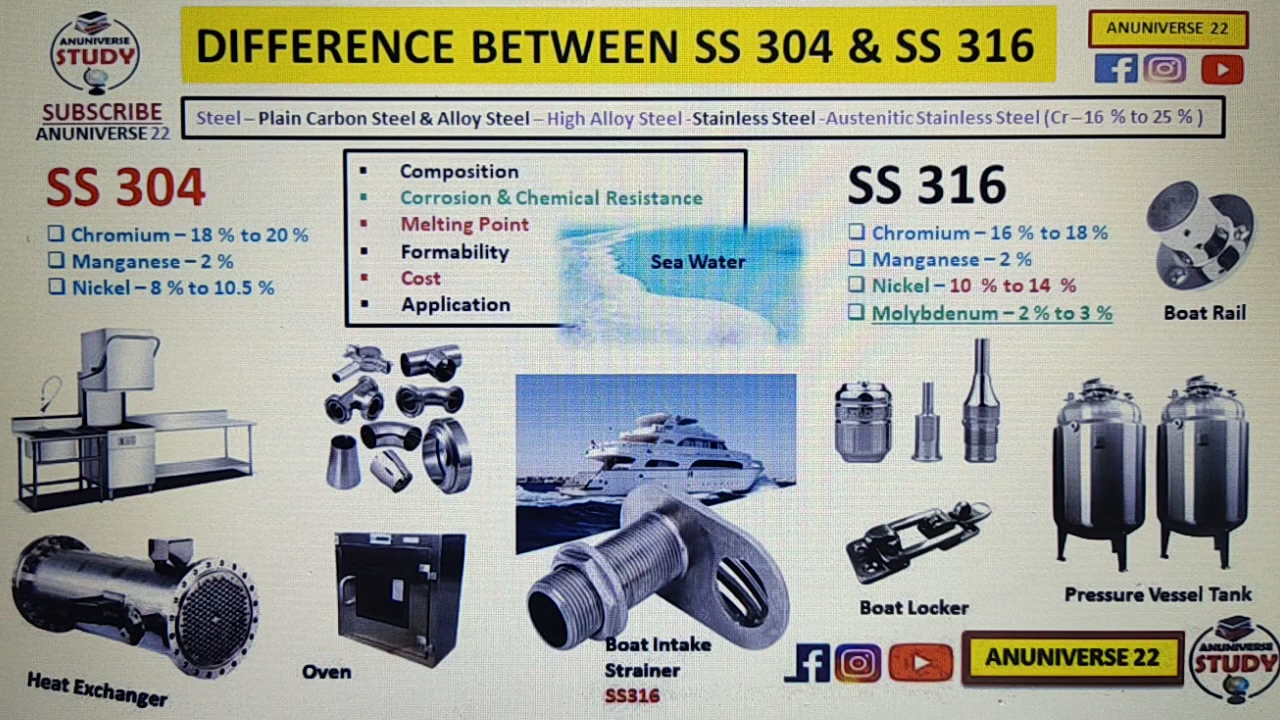 ANUNIVERSE
STUDY
SUBSCRIBE
ANUNIVERSE 22
DIFFERENCE BETWEEN SS 304 & SS 316
ANUNIVERSE 22
Steel – Plain Carbon Steel & Alloy Steel – High Alloy Steel -Stainless Steel -Austenitic Stainless Steel (Cr – 16 % to 25 % )
SS 304
Chromium – 18 % to 20 %
Manganese – 2 %
Nickel – 8 % to 10.5 %
Composition
Corrosion & Chemical Resistance
Melting Point
Formability
Cost
Application
Sea Water
SS 316
Chromium – 16 % to 18 %
Manganese – 2 %
Nickel – 10 % to 14 %
Molybdenum – 2 % to 3 %
Boat Rail
Heat Exchanger
Oven
Boat Intake
Strainer
SS316
Boat Locker
Pressure Vessel Tank
ANUNIVERSE 22
ANUNIVERSE
STUDY